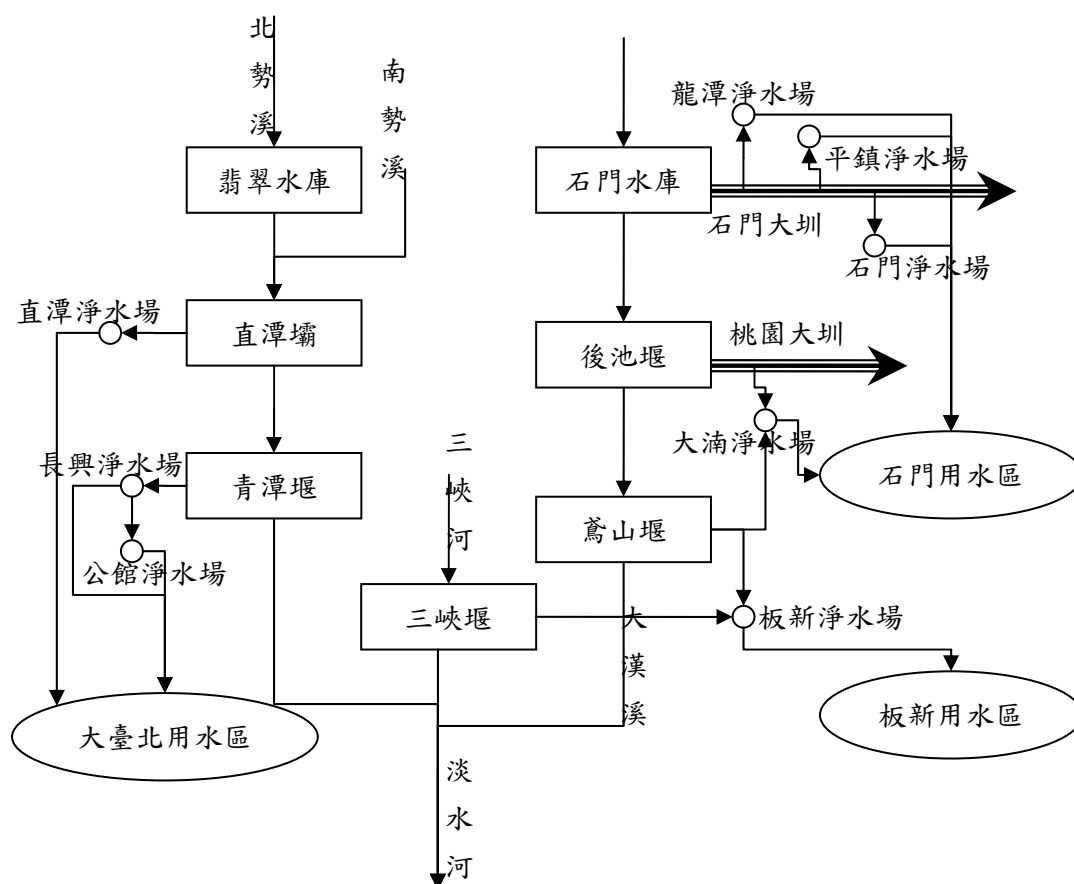 北勢溪
南勢溪
龍潭淨水場
平鎮淨水場
翡翠水庫
石門水庫
石門大圳
石門淨水場
直潭淨水場
直潭壩
後池堰
桃園大圳
長興淨水場
青潭堰
三峽河
大湳淨水場
石門用水區
鳶山堰
公館淨水場
三峽堰
大漢溪
板新淨水場
大臺北用水區
板新用水區
淡水河